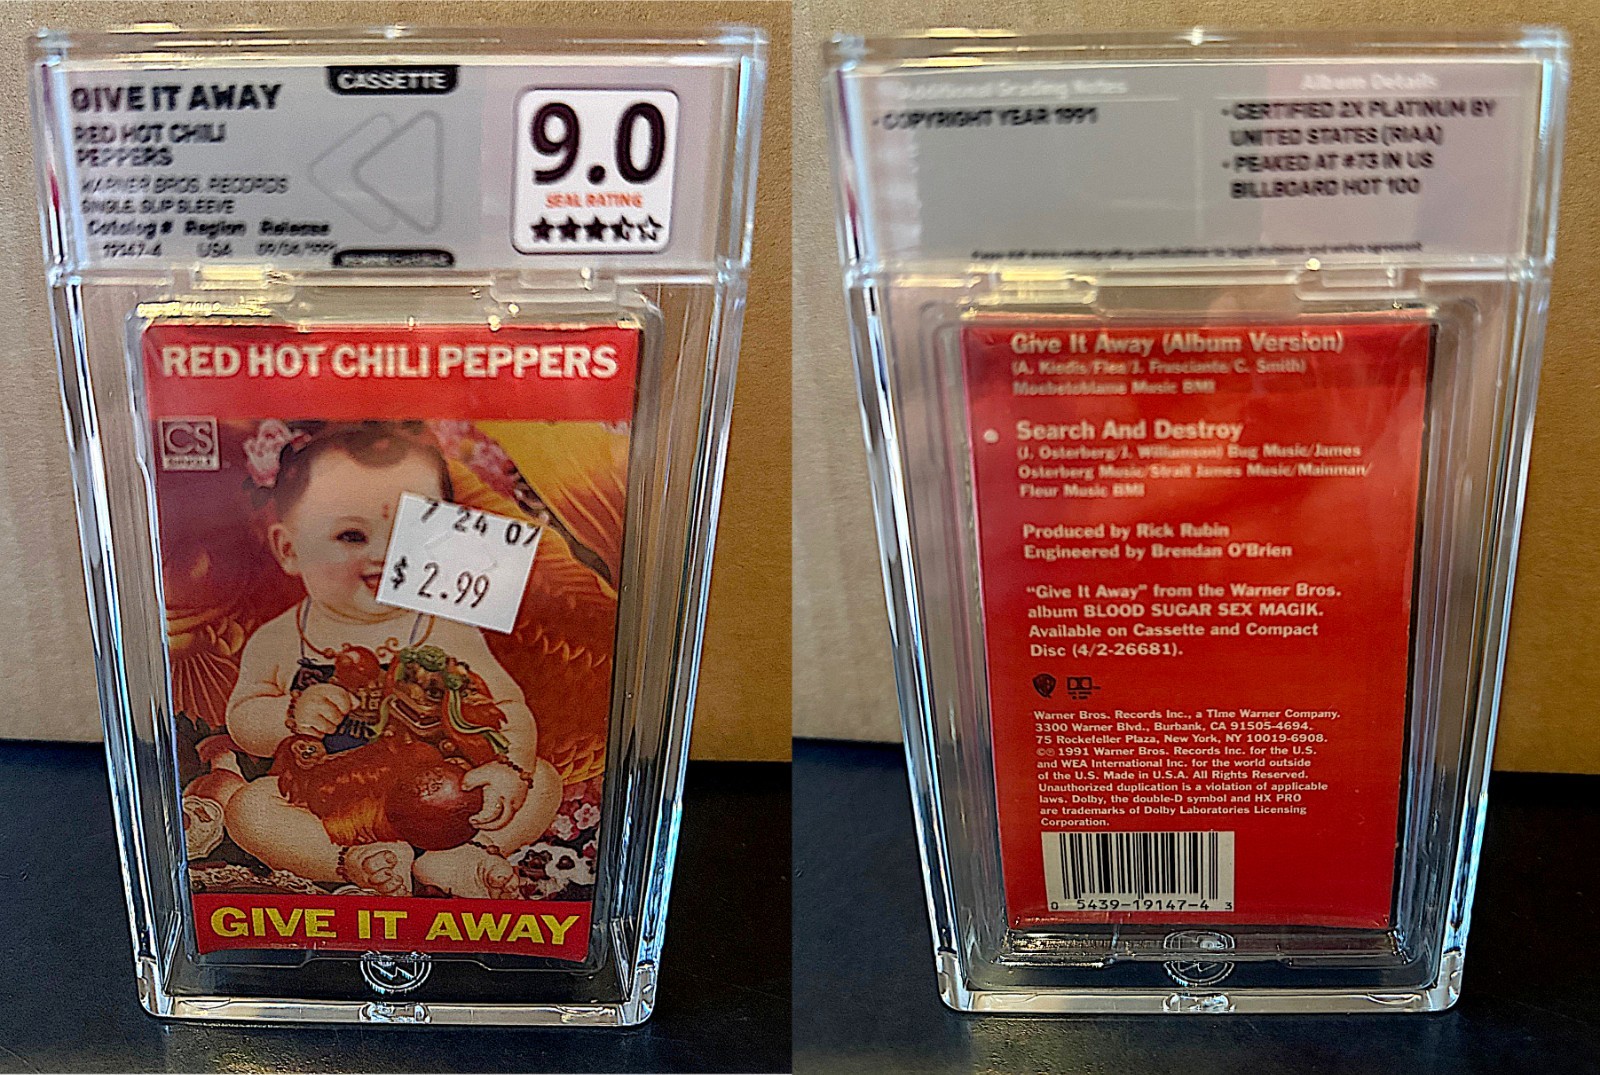 CASSETTE
GIVE IT AWAY
RED HOT CHILI
PEPPERS
WARNER BROS. RECORDS
SINGLE, SLIP SLEEVE
Catalog # Region Release
19147-4 USA
9.0
SEAL RATING
RED HOT CHILI PEPPERS
CS
SINGLE
7 24 07
$2.99
GIVE IT AWAY
Additional Grading Notes
• COPYRIGHT YEAR 1991
Album Details
• CERTIFIED 2X PLATINUM BY
UNITED STATES (RIAA)
• PEAKED AT #73 IN US
BILLBOARD HOT 100
Give It Away (Album Version)
(A. Kiedis/Flea/J. Frusciante/C. Smith)
Moebetoblame Music BMI
Search And Destroy
(J. Osterberg/J. Williamson) Bug Music/James
Osterberg Music/Strait James Music/Mainman/
Fleur Music BMI
Produced by Rick Rubin
Engineered by Brendan O'Brien
"Give It Away" from the Warner Bros.
album BLOOD SUGAR SEX MAGIK.
Available on Cassette and Compact
Disc (4/2-26681).
Warner Bros. Records Inc., a Time Warner Company.
3300 Warner Blvd., Burbank, CA 91505-4694.
75 Rockefeller Plaza, New York, NY 10019-6908.
©℗ 1991 Warner Bros. Records Inc. for the U.S.
and WEA International Inc. for the world outside
of the U.S. Made in U.S.A. All Rights Reserved.
Unauthorized duplication is a violation of applicable
laws. Dolby, the double-D symbol and HX PRO
are trademarks of Dolby Laboratories Licensing
Corporation.
0 5439-19147-4 3